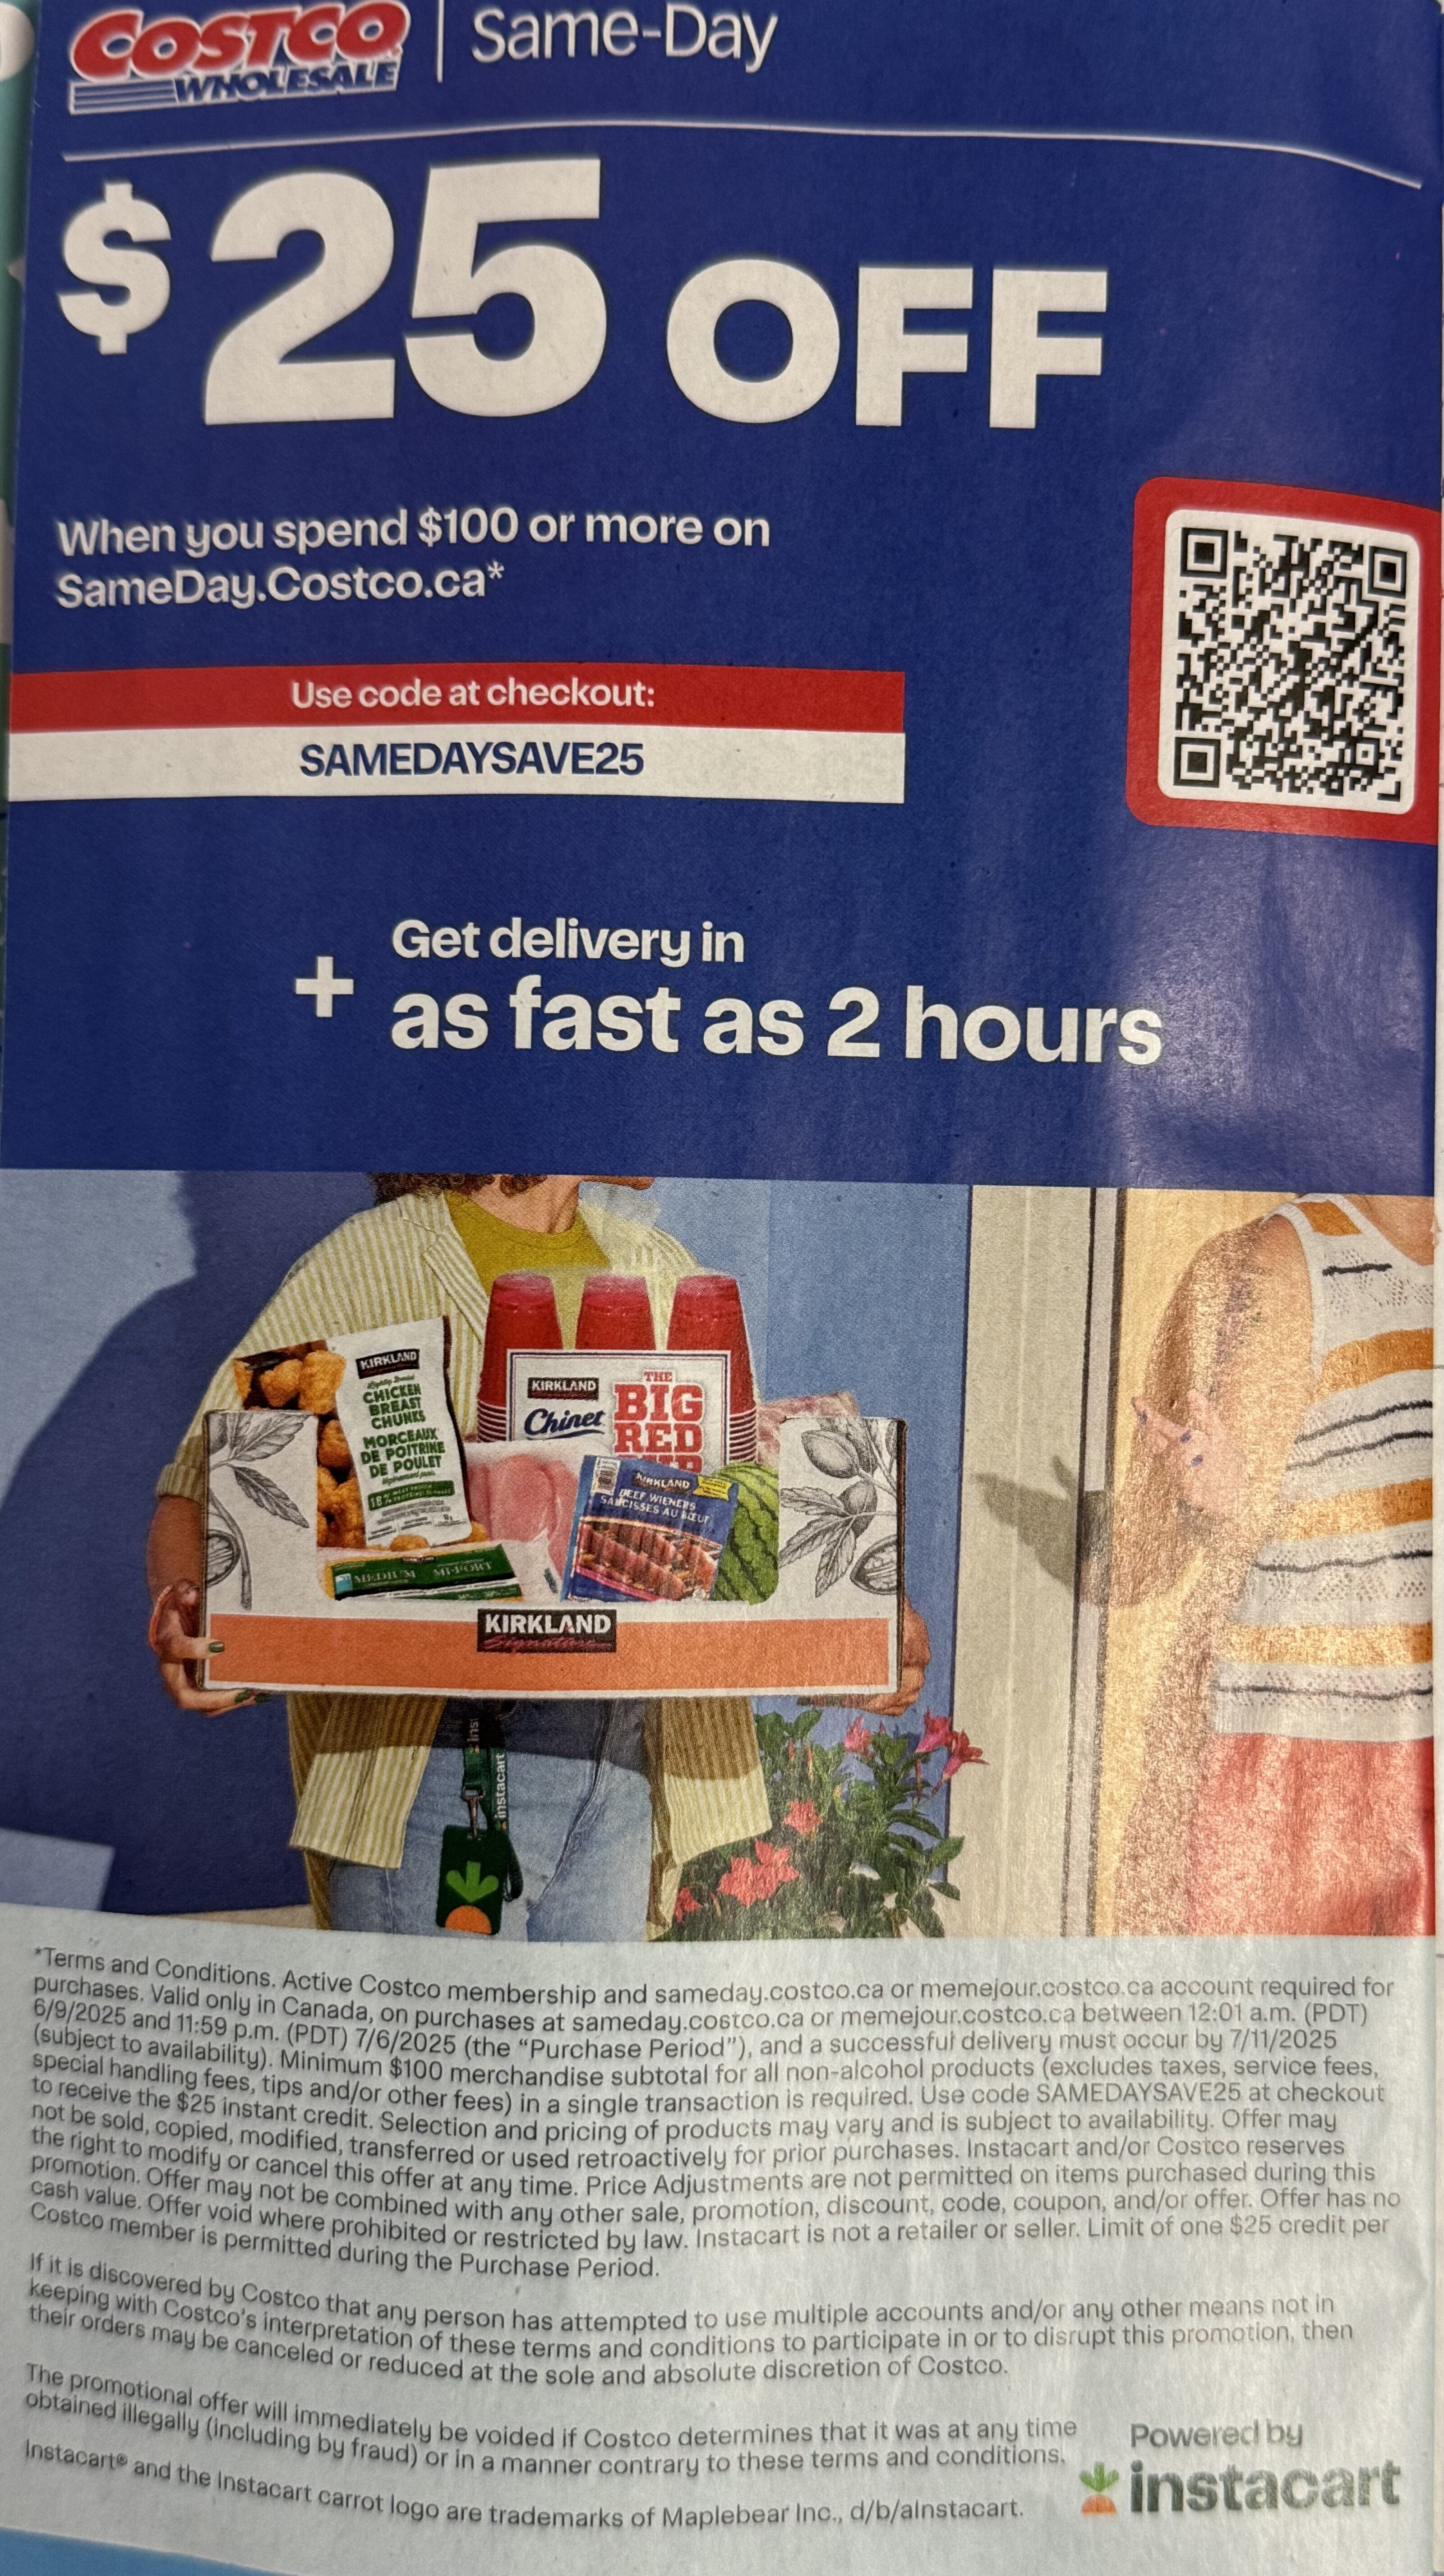 COSTCO WHOLESALE | Same-Day
$25 OFF
When you spend $100 or more on
SameDay.Costco.ca*
Use code at checkout:
SAMEDAYSAVE25
+ Get delivery in
as fast as 2 hours
KIRKLAND
Lightly Breaded
CHICKEN
BREAST
CHUNKS
MORCEAUX
DE POITRINE
DE POULET
KIRKLAND
Chinet
THE
BIG
RED
KIRKLAND
BEEF WIENERS
SAUCISSES AU BŒUF
MEDIUM MI-FORT
KIRKLAND
Signature
instacart
*Terms and Conditions. Active Costco membership and sameday.costco.ca or memejour.costco.ca account required for
purchases. Valid only in Canada, on purchases at sameday.costco.ca or memejour.costco.ca between 12:01 a.m. (PDT)
6/9/2025 and 11:59 p.m. (PDT) 7/6/2025 (the “Purchase Period”), and a successful delivery must occur by 7/11/2025
(subject to availability). Minimum $100 merchandise subtotal for all non-alcohol products (excludes taxes, service fees,
special handling fees, tips and/or other fees) in a single transaction is required. Use code SAMEDAYSAVE25 at checkout
to receive the $25 instant credit. Selection and pricing of products may vary and is subject to availability. Offer may
not be sold, copied, modified, transferred or used retroactively for prior purchases. Instacart and/or Costco reserves
the right to modify or cancel this offer at any time. Price Adjustments are not permitted on items purchased during this
promotion. Offer may not be combined with any other sale, promotion, discount, code, coupon, and/or offer. Offer has no
cash value. Offer void where prohibited or restricted by law. Instacart is not a retailer or seller. Limit of one $25 credit per
Costco member is permitted during the Purchase Period.
If it is discovered by Costco that any person has attempted to use multiple accounts and/or any other means not in
keeping with Costco’s interpretation of these terms and conditions to participate in or to disrupt this promotion, then
their orders may be canceled or reduced at the sole and absolute discretion of Costco.
The promotional offer will immediately be voided if Costco determines that it was at any time
obtained illegally (including by fraud) or in a manner contrary to these terms and conditions.
Instacart® and the Instacart carrot logo are trademarks of Maplebear Inc., d/b/aInstacart.
Powered by
instacart